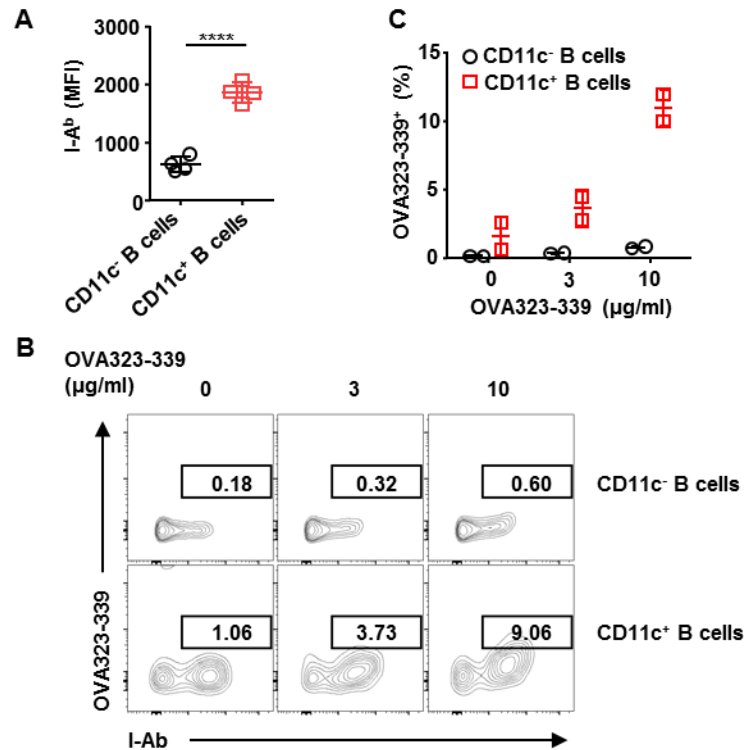 A
****
3000
2000
1000
0
I-Aᵇ (MFI)
CD11c⁻ B cells
CD11c⁺ B cells
C
CD11c⁻ B cells
CD11c⁺ B cells
15
10
5
0
OVA323-339⁺ (%)
0 3 10
OVA323-339 (µg/ml)
B
OVA323-339
(µg/ml) 0 3 10
0.18 0.32 0.60 CD11c⁻ B cells
1.06 3.73 9.06 CD11c⁺ B cells
OVA323-339
I-Ab